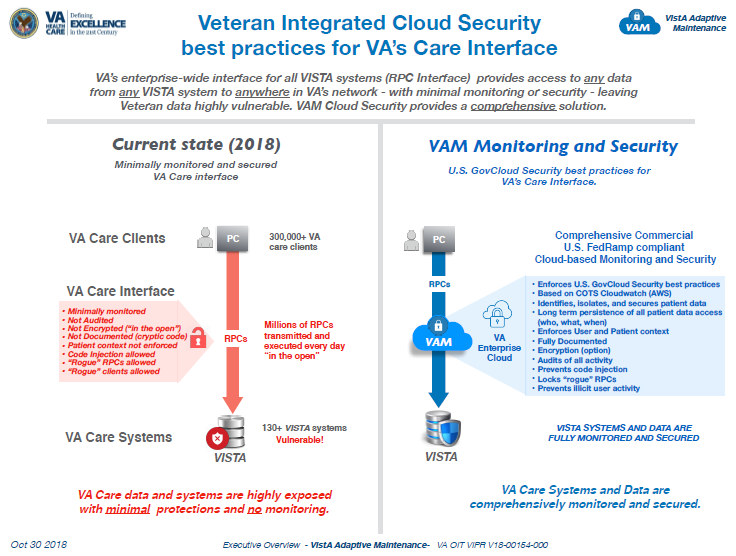 VA
HEALTH
CARE
Defining
EXCELLENCE
in the 21st Century
Veteran Integrated Cloud Security
best practices for VA's Care Interface
VAM
VistA Adaptive
Maintenance
VA's enterprise-wide interface for all VISTA systems (RPC Interface) provides access to any data
from any VISTA system to anywhere in VA's network - with minimal monitoring or security - leaving
Veteran data highly vulnerable. VAM Cloud Security provides a comprehensive solution.
Current state (2018)
Minimally monitored and secured
VA Care interface
VA Care Clients
PC
300,000+ VA
care clients
VA Care Interface
• Minimally monitored
• Not Audited
• Not Encrypted ("in the open")
• Not Documented (cryptic code)
• Patient context not enforced
• Code Injection allowed
• "Rogue" RPCs allowed
• "Rogue" clients allowed
RPCs
Millions of RPCs
transmitted and
executed every day
"in the open"
VA Care Systems
130+ VISTA systems
Vulnerable!
VISTA
VA Care data and systems are highly exposed
with minimal protections and no monitoring.
VAM Monitoring and Security
U.S. GovCloud Security best practices for
VA's Care Interface.
PC
Comprehensive Commercial
U.S. FedRamp compliant
Cloud-based Monitoring and Security
RPCs
VAM
VA
Enterprise
Cloud
• Enforces U.S. GovCloud Security best practices
• Based on COTS Cloudwatch (AWS)
• Identifies, isolates, and secures patient data
• Long term persistence of all patient data access
(who, what, when)
• Enforces User and Patient context
• Fully Documented
• Encryption (option)
• Audits of all activity
• Prevents code injection
• Locks "rogue" RPCs
• Prevents illicit user activity
VISTA
VISTA SYSTEMS AND DATA ARE
FULLY MONITORED AND SECURED
VA Care Systems and Data are
comprehensively monitored and secured.
Oct 30 2018
Executive Overview - VistA Adaptive Maintenance- VA OIT VIPR V18-00154-000